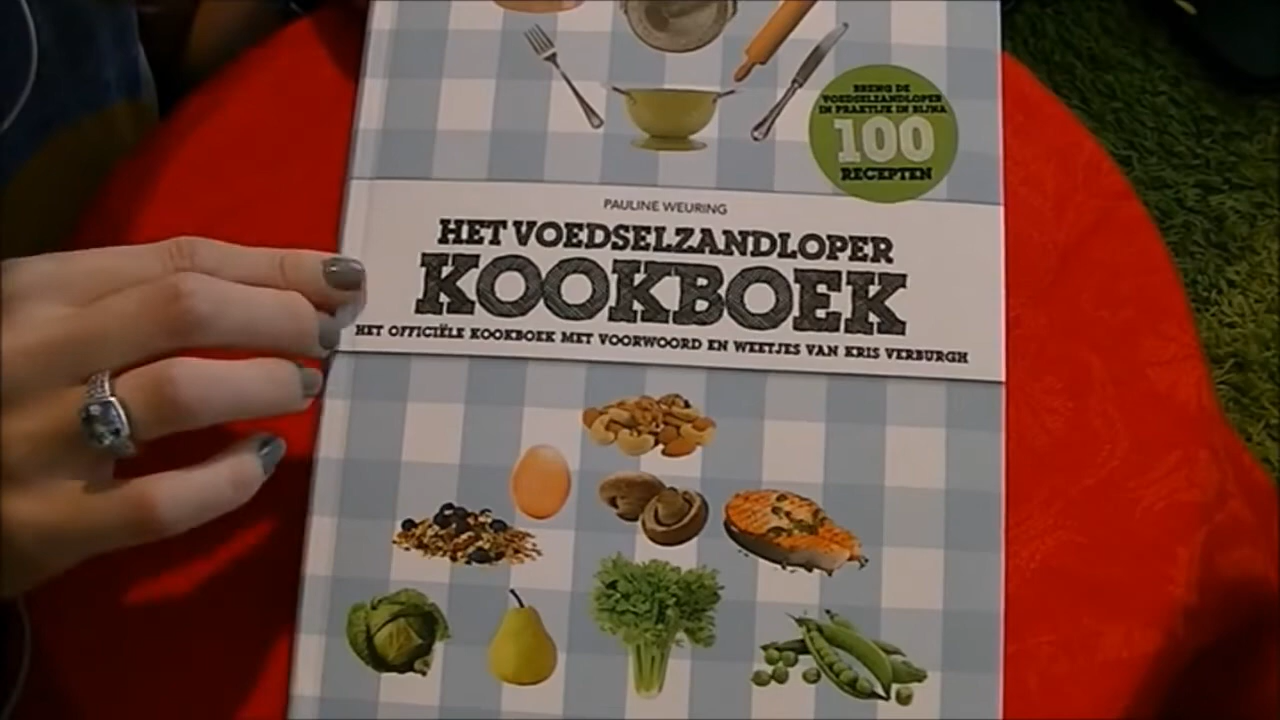 BRENG DE
VOEDSELZANDLOPER
IN PRAKTIJK IN BIJNA
100
RECEPTEN
PAULINE WEURING
HET VOEDSELZANDLOPER
KOOKBOEK
HET OFFICIËLE KOOKBOEK MET VOORWOORD EN WEETJES VAN KRIS VERBURGH